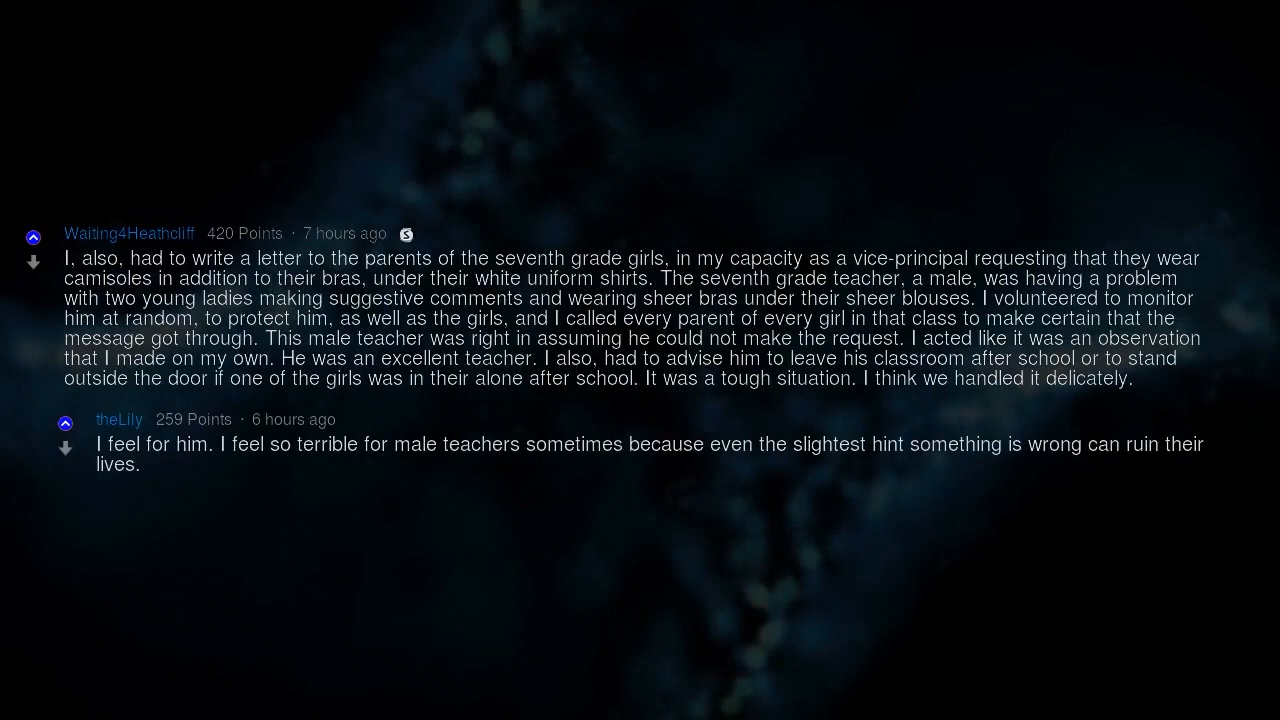 Waiting4Heathcliff 420 Points · 7 hours ago S
I, also, had to write a letter to the parents of the seventh grade girls, in my capacity as a vice-principal requesting that they wear
camisoles in addition to their bras, under their white uniform shirts. The seventh grade teacher, a male, was having a problem
with two young ladies making suggestive comments and wearing sheer bras under their sheer blouses. I volunteered to monitor
him at random, to protect him, as well as the girls, and I called every parent of every girl in that class to make certain that the
message got through. This male teacher was right in assuming he could not make the request. I acted like it was an observation
that I made on my own. He was an excellent teacher. I also, had to advise him to leave his classroom after school or to stand
outside the door if one of the girls was in their alone after school. It was a tough situation. I think we handled it delicately.
theLily 259 Points · 6 hours ago
I feel for him. I feel so terrible for male teachers sometimes because even the slightest hint something is wrong can ruin their
lives.